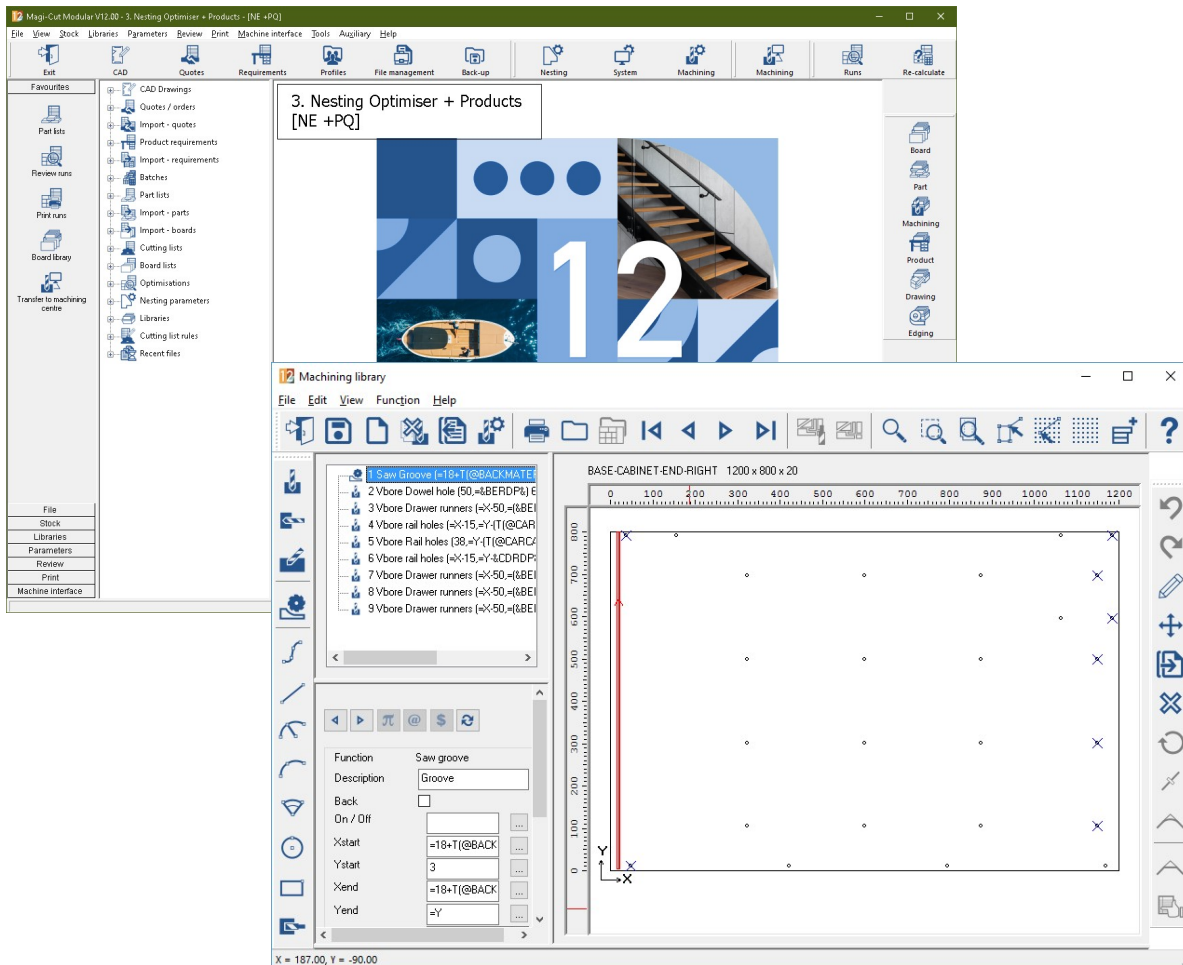 Magi-Cut Modular V12.00 - 3. Nesting Optimiser + Products - [NE +PQ]
File View Stock Libraries Parameters Review Print Machine interface Tools Auxiliary Help
Exit CAD Quotes Requirements Profiles File management Back-up Nesting System Machining Machining Runs Re-calculate
Favourites
Part lists
Review runs
Print runs
Board library
Transfer to machining
centre
File
Stock
Libraries
Parameters
Review
Print
Machine interface
CAD Drawings
Quotes / orders
Import - quotes
Product requirements
Import - requirements
Batches
Part lists
Import - parts
Import - boards
Cutting lists
Board lists
Optimisations
Nesting parameters
Libraries
Cutting list rules
Recent files
3. Nesting Optimiser + Products
[NE +PQ]
12
Board
Part
Machining
Product
Drawing
Edging
12 Machining library
File Edit View Function Help
1 Saw Groove (=18+T(@BACKMATE
2 Vbore Dowel hole (50,=&BERDP&) 
3 Vbore Drawer runners (=X-50,=(&BEI
4 Vbore rail holes (=X-15,=Y-(T(@CAR
5 Vbore Rail holes (38,=Y-(T(@CARCA
6 Vbore rail holes (=X-15,=Y-&CDRDP
7 Vbore Drawer runners (=X-50,=(&BEI
8 Vbore Drawer runners (=X-50,=(&BEI
9 Vbore Drawer runners (=X-50,=(&BEI
π @ $
Function Saw groove
Description Groove
Back
On / Off ...
Xstart =18+T(@BACK ...
Ystart 3 ...
Xend =18+T(@BACK ...
Yend =Y ...
BASE-CABINET-END-RIGHT 1200 x 800 x 20
0 100 200 300 400 500 600 700 800 900 1000 1100 1200
800
700
600
500
400
300
200
100
0
Y
X
?
X = 187.00, Y = -90.00